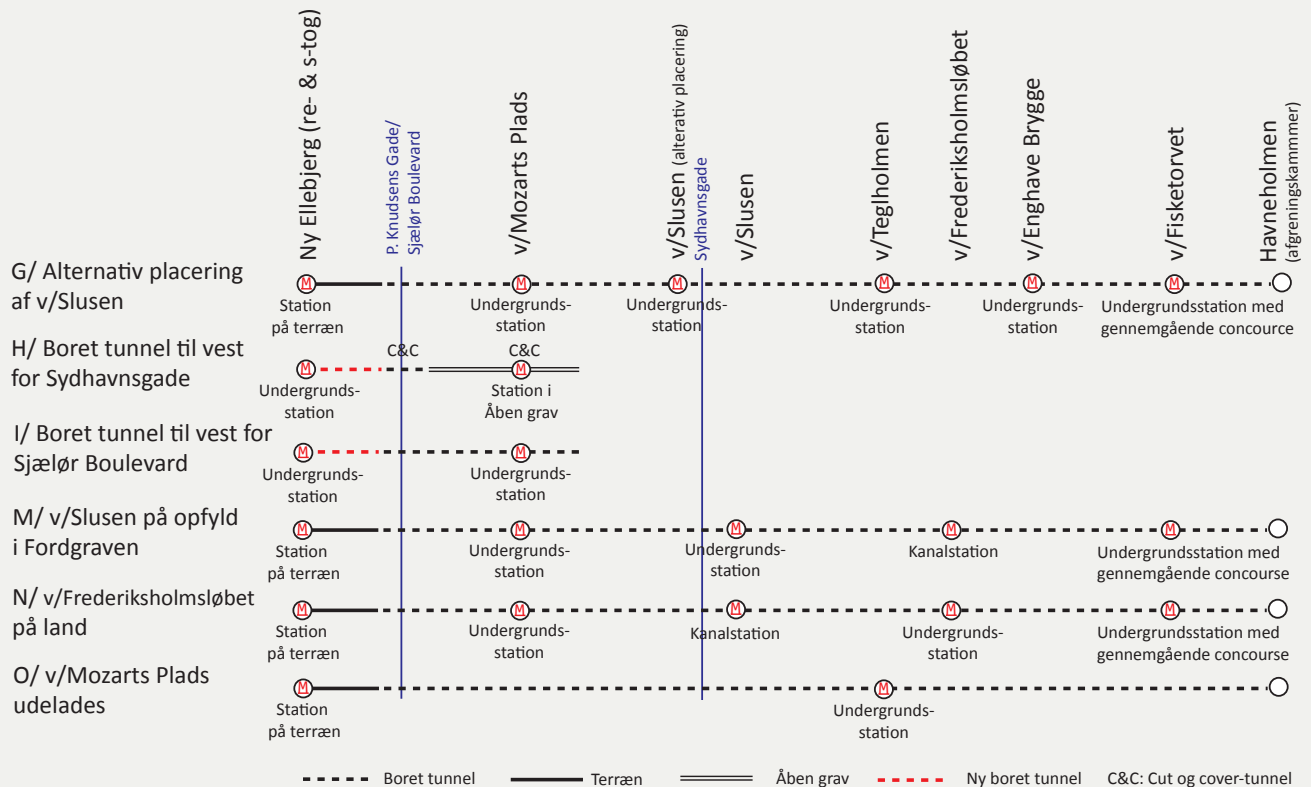 Ny Ellebjerg (re- & s-tog)
P. Knudsens Gade/
Sjælør Boulevard
v/Mozarts Plads
v/Slusen (alterativ placering)
Sydhavnsgade
v/Slusen
v/Teglholmen
v/Frederiksholmsløbet
v/Enghave Brygge
v/Fisketorvet
Havneholmen
(afgreningskammmer)
G/ Alternativ placering
af v/Slusen
M M M M M M
Station
på terræn
Undergrunds-
station
Undergrunds-
station
Undergrunds-
station
Undergrunds-
station
Undergrundsstation med
gennemgående concource
H/ Boret tunnel til vest
for Sydhavnsgade
C&C C&C
M M
Undergrunds-
station
Station i
Åben grav
I/ Boret tunnel til vest for
Sjælør Boulevard
M M
Undergrunds-
station
Undergrunds-
station
M/ v/Slusen på opfyld
i Fordgraven
M M M M M
Station
på terræn
Undergrunds-
station
Undergrunds-
station
Kanalstation
Undergrundsstation med
gennemgående concourse
N/ v/Frederiksholmsløbet
på land
M M M M M
Station
på terræn
Undergrunds-
station
Kanalstation
Undergrunds-
station
Undergrundsstation med
gennemgående concourse
O/ v/Mozarts Plads
udelades
M M
Station
på terræn
Undergrunds-
station
Boret tunnel
Terræn
Åben grav
Ny boret tunnel
C&C: Cut og cover-tunnel